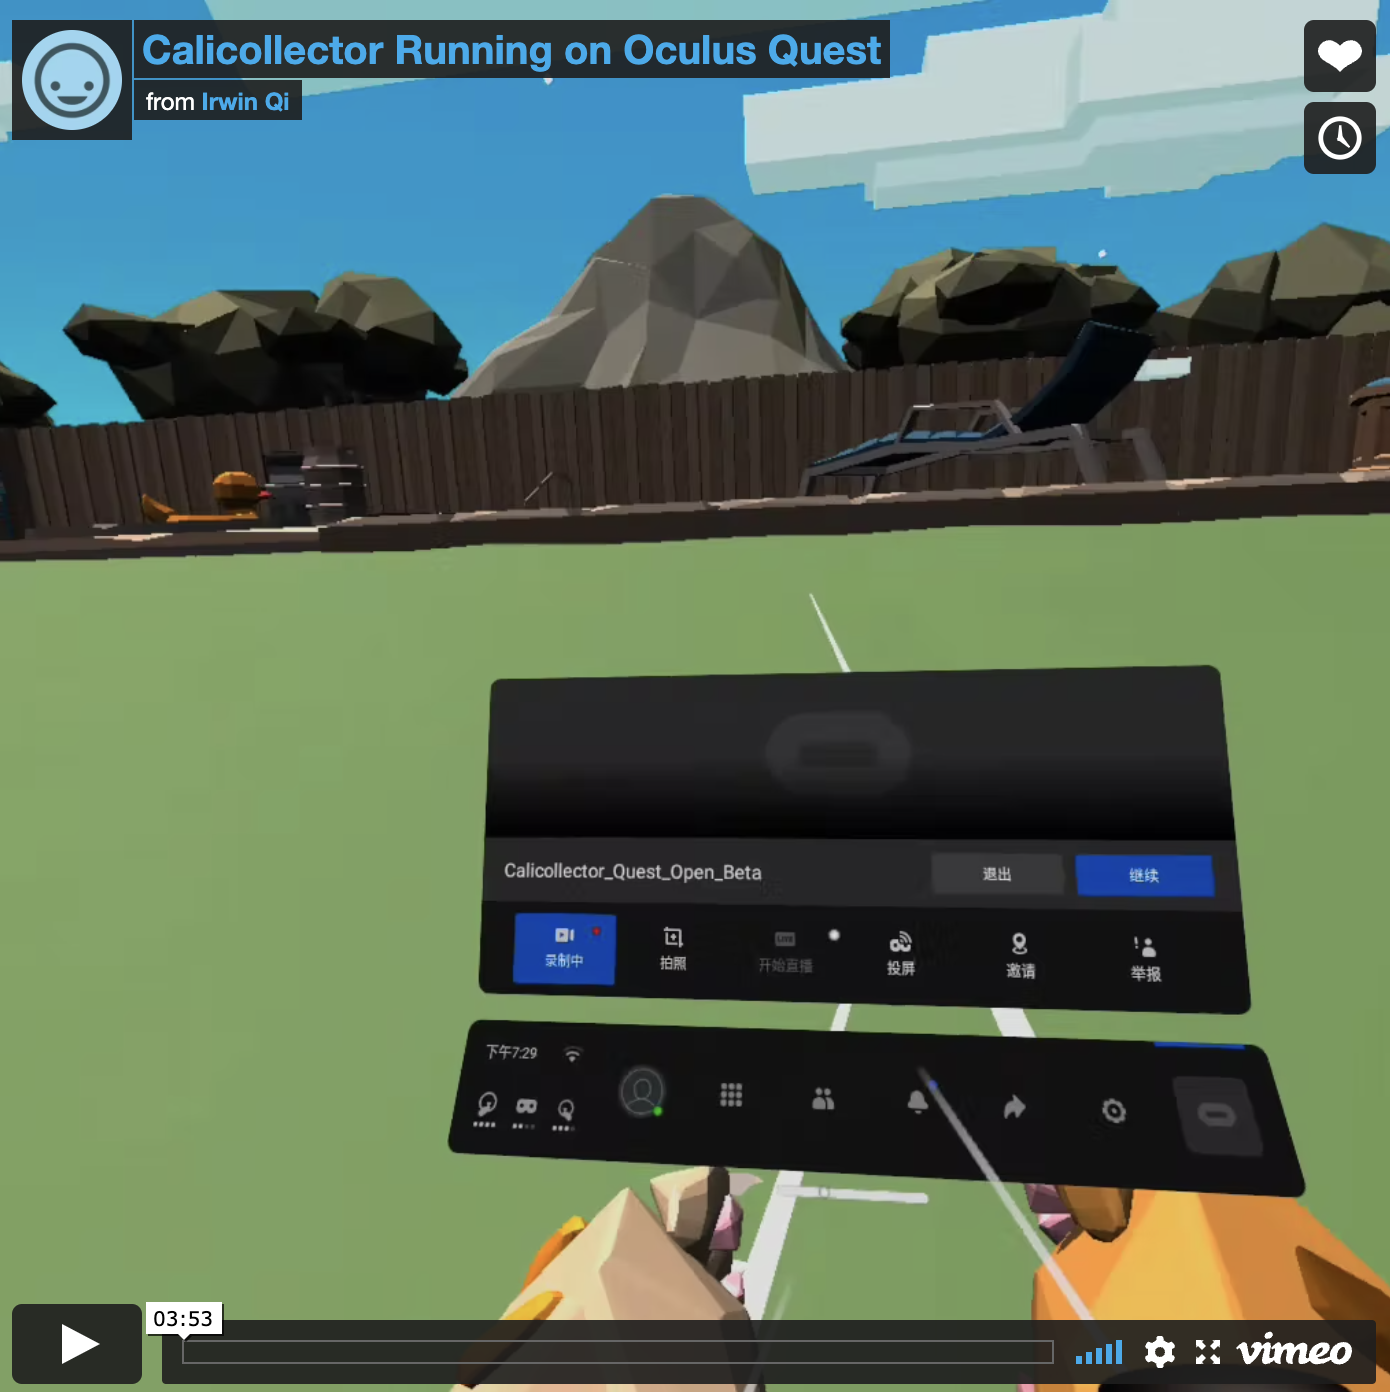 Calicollector Running on Oculus Quest
from Irwin Qi
Calicollector_Quest_Open_Beta
退出
继续
录制中
拍照
LIVE
开始直播
投屏
邀请
举报
下午7:29
03:53
vimeo